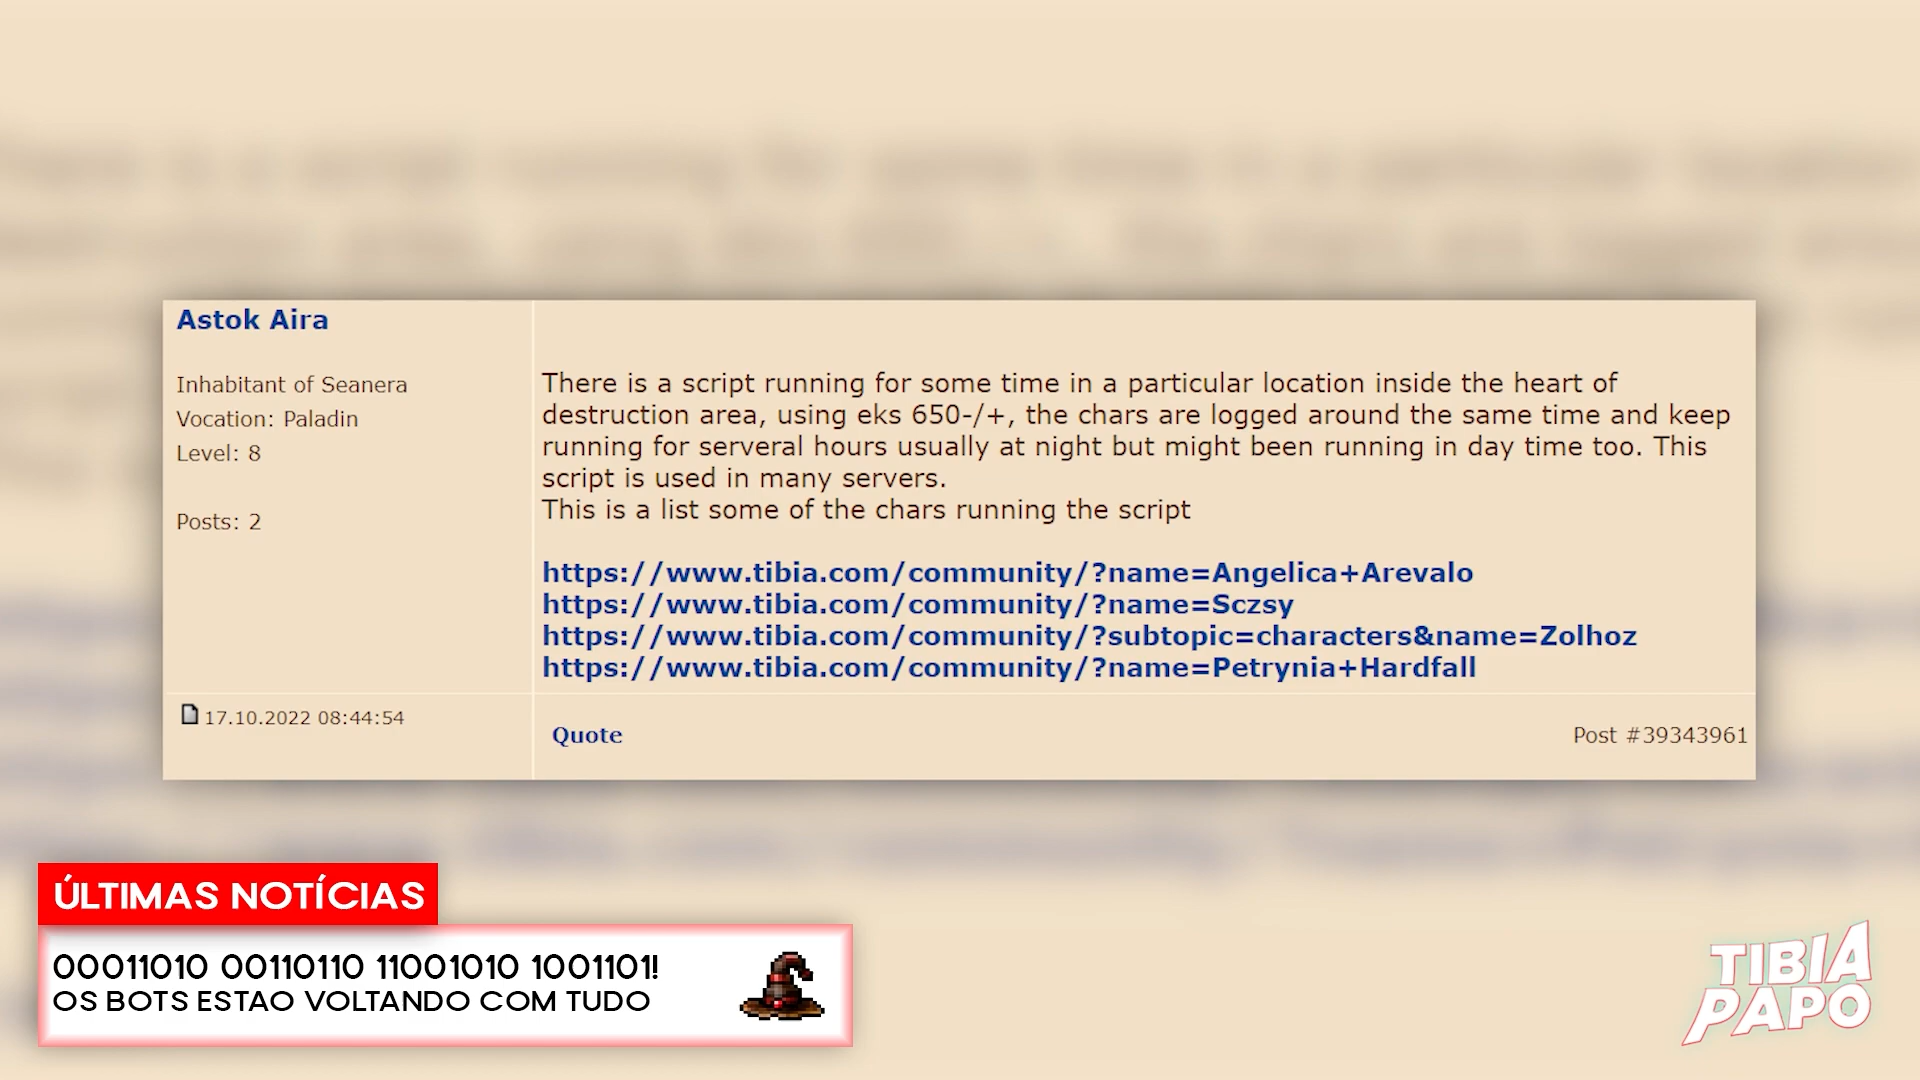 Astok Aira
Inhabitant of Seanera
Vocation: Paladin
Level: 8
Posts: 2
There is a script running for some time in a particular location inside the heart of
destruction area, using eks 650-/+, the chars are logged around the same time and keep
running for serveral hours usually at night but might been running in day time too. This
script is used in many servers.
This is a list some of the chars running the script
https://www.tibia.com/community/?name=Angelica+Arevalo
https://www.tibia.com/community/?name=Sczsy
https://www.tibia.com/community/?subtopic=characters&name=Zolhoz
https://www.tibia.com/community/?name=Petrynia+Hardfall
17.10.2022 08:44:54
Quote
Post #39343961
ÚLTIMAS NOTÍCIAS
00011010 00110110 11001010 1001101!
OS BOTS ESTAO VOLTANDO COM TUDO
TIBIA
PAPO